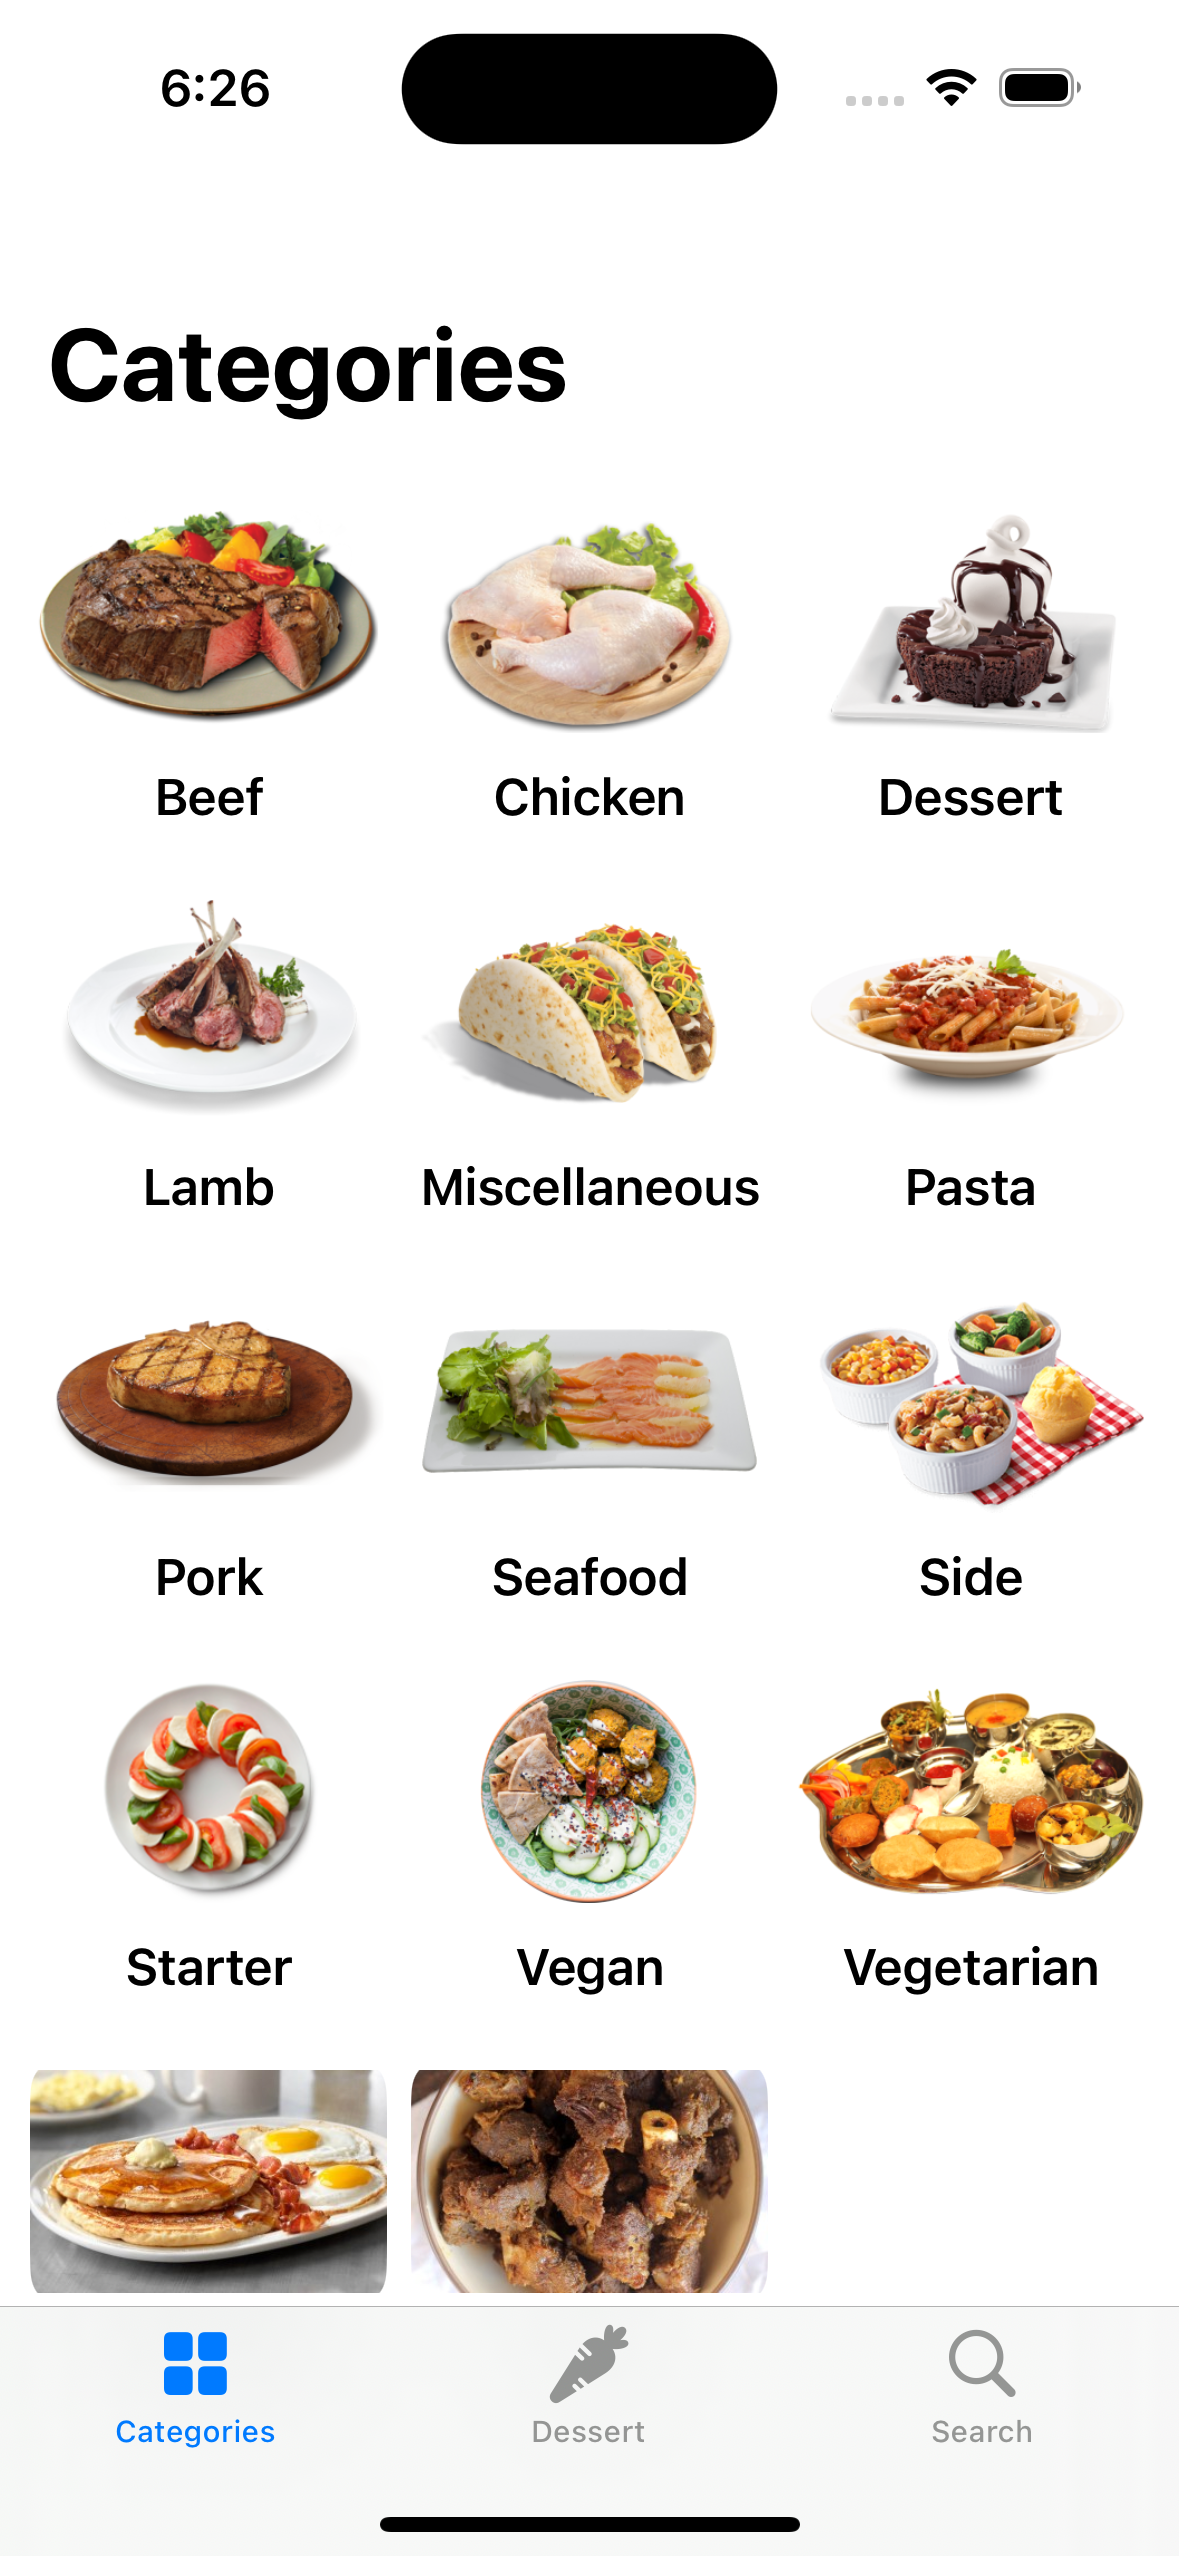 6:26
Categories
Beef
Chicken
Dessert
Lamb
Miscellaneous
Pasta
Pork
Seafood
Side
Starter
Vegan
Vegetarian
Categories
Dessert
Search